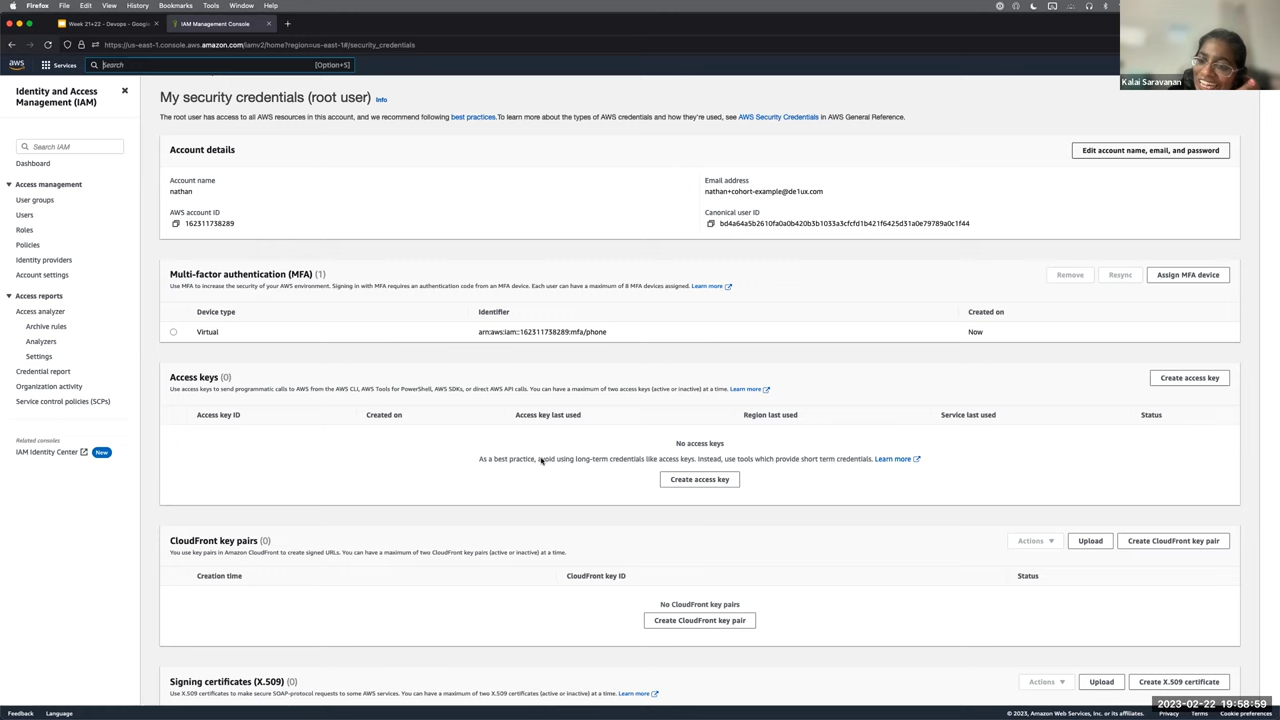 Firefox File Edit View History Bookmarks Tools Window Help
Week 21+22 - Devops - Google
IAM Management Console
https://us-east-1.console.aws.amazon.com/iamv2/home?region=us-east-1#/security_credentials
aws Services Search [Option+S]
Kalai Saravanan
Identity and Access Management (IAM)
Search IAM
Dashboard
Access management
User groups
Users
Roles
Policies
Identity providers
Account settings
Access reports
Access analyzer
Archive rules
Analyzers
Settings
Credential report
Organization activity
Service control policies (SCPs)
Related consoles
IAM Identity Center New
My security credentials (root user) Info
The root user has access to all AWS resources in this account, and we recommend following best practices.To learn more about the types of AWS credentials and how they're used, see AWS Security Credentials in AWS General Reference.
Account details
Edit account name, email, and password
Account name
nathan
Email address
nathan+cohort-example@de1ux.com
AWS account ID
162311738289
Canonical user ID
bd4a64a5b2610fa0a0b420b3b1033a3cfcfd1b421f6425d31a0e79789a0c1f44
Multi-factor authentication (MFA) (1)
Remove Resync Assign MFA device
Use MFA to increase the security of your AWS environment. Signing in with MFA requires an authentication code from an MFA device. Each user can have a maximum of 8 MFA devices assigned. Learn more
Device type Identifier Created on
Virtual arn:aws:iam::162311738289:mfa/phone Now
Access keys (0)
Create access key
Use access keys to send programmatic calls to AWS from the AWS CLI, AWS Tools for PowerShell, AWS SDKs, or direct AWS API calls. You can have a maximum of two access keys (active or inactive) at a time. Learn more
Access key ID Created on Access key last used Region last used Service last used Status
No access keys
As a best practice, avoid using long-term credentials like access keys. Instead, use tools which provide short term credentials. Learn more
Create access key
CloudFront key pairs (0)
Actions Upload Create CloudFront key pair
You use key pairs in Amazon CloudFront to create signed URLs. You can have a maximum of two CloudFront key pairs (active or inactive) at a time.
Creation time CloudFront key ID Status
No CloudFront key pairs
Create CloudFront key pair
Signing certificates (X.509) (0)
Actions Upload Create X.509 certificate
Use X.509 certificates to make secure SOAP-protocol requests to some AWS services. You can have a maximum of two X.509 certificates (active or inactive) at a time. Learn more
2023-02-22 19:58:59
Feedback Language
© 2023, Amazon Web Services, Inc. or its affiliates. Privacy Terms Cookie preferences